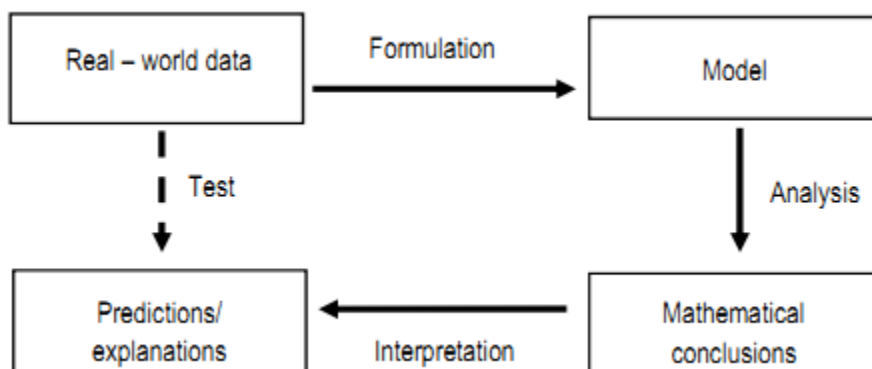 Real – world data
Formulation
Model
Test
Analysis
Predictions/
explanations
Interpretation
Mathematical
conclusions